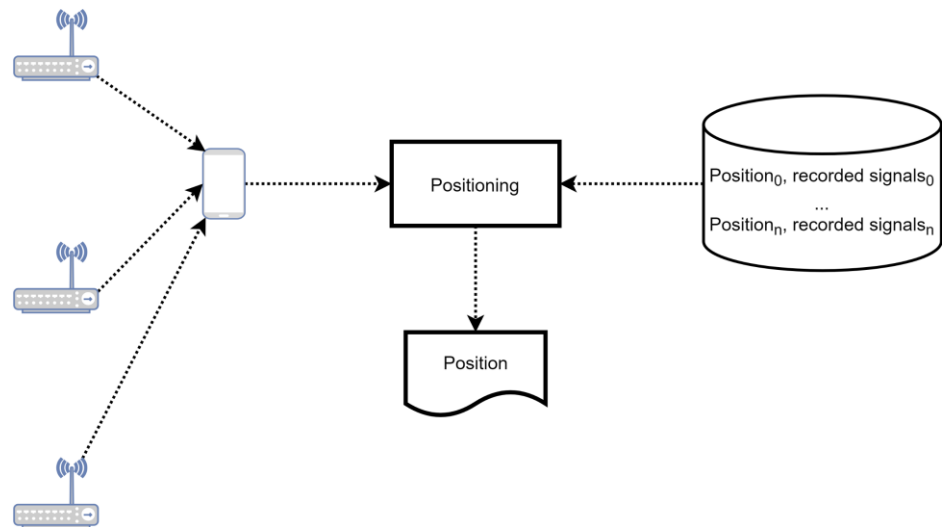 Positioning
Position₀, recorded signals₀
...
Positionₙ, recorded signalsₙ
Position